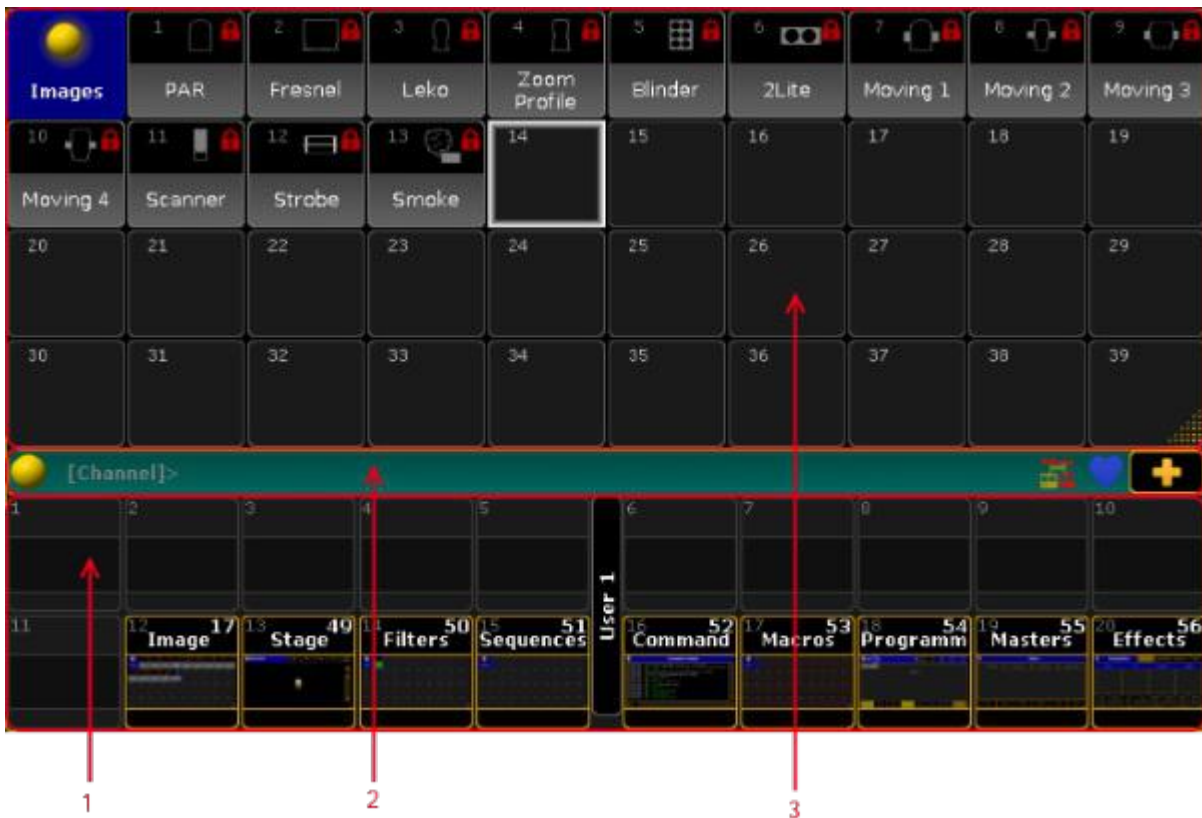 1 2 3 4 5 6 7 8 9
Images PAR Fresnel Leko Zoom Profile Blinder 2Lite Moving 1 Moving 2 Moving 3
10 11 12 13 14 15 16 17 18 19
Moving 4 Scanner Strobe Smoke
20 21 22 23 24 25 26 27 28 29
30 31 32 33 34 35 36 37 38 39
[Channel]>
1 2 3 4 5 6 7 8 9 10
User 1
11 12 17 13 49 14 50 15 51 16 52 17 53 18 54 19 55 20 56
Image Stage Filters Sequences Command Macros Programm Masters Effects
1 2 3